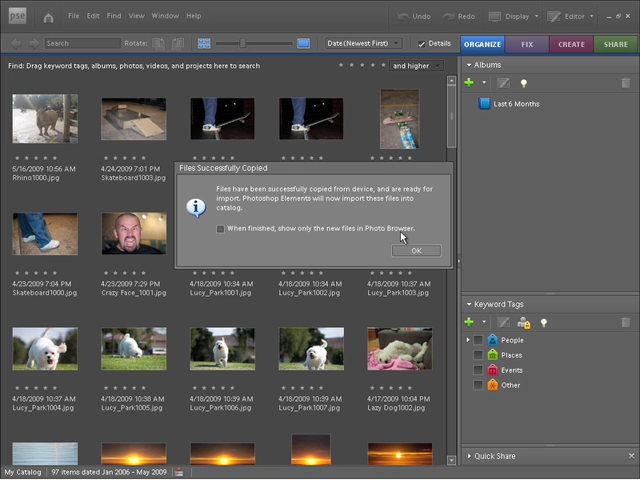 pse
File Edit Find View Window Help
Undo Redo Display Editor
Search Rotate: Date(Newest First) Details ORGANIZE FIX CREATE SHARE
Find: Drag keyword tags, albums, photos, videos, and projects here to search
and higher
Albums
Last 6 Months
5/16/2009 10:56 AM
Rhino1000.jpg
4/24/2009 7:01 PM
Skateboard1003.jpg
Files Successfully Copied
Files have been successfully copied from device, and are ready for
import. Photoshop Elements will now import these files into
catalog.
When finished, show only the new files in Photo Browser.
OK
4/23/2009 7:04 PM
Skateboard1000.jpg
4/23/2009 7:29 PM
Crazy Face_1001.jpg
4/18/2009 10:34 AM
Lucy_Park1001.jpg
4/18/2009 10:34 AM
Lucy_Park1002.jpg
4/18/2009 10:37 AM
Lucy_Park1003.jpg
Keyword Tags
People
Places
Events
Other
4/18/2009 10:37 AM
Lucy_Park1004.jpg
4/18/2009 10:38 AM
Lucy_Park1005.jpg
4/18/2009 10:39 AM
Lucy_Park1006.jpg
4/18/2009 10:39 AM
Lucy_Park1007.jpg
4/17/2009 10:04 PM
Lazy Dog1002.jpg
Quick Share
My Catalog 97 items dated Jan 2006 - May 2009